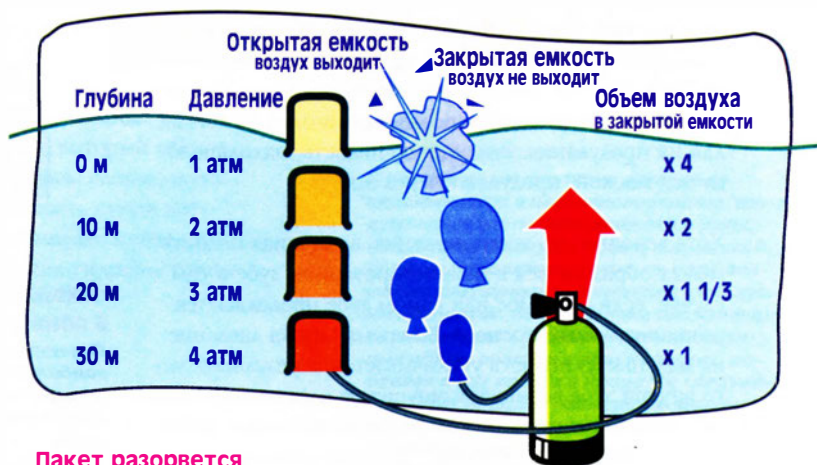 Открытая емкость
воздух выходит
Закрытая емкость
воздух не выходит
Глубина Давление Объем воздуха
в закрытой емкости
0 м 1 атм x 4
10 м 2 атм x 2
20 м 3 атм x 1 1/3
30 м 4 атм x 1
Пакет разорвется